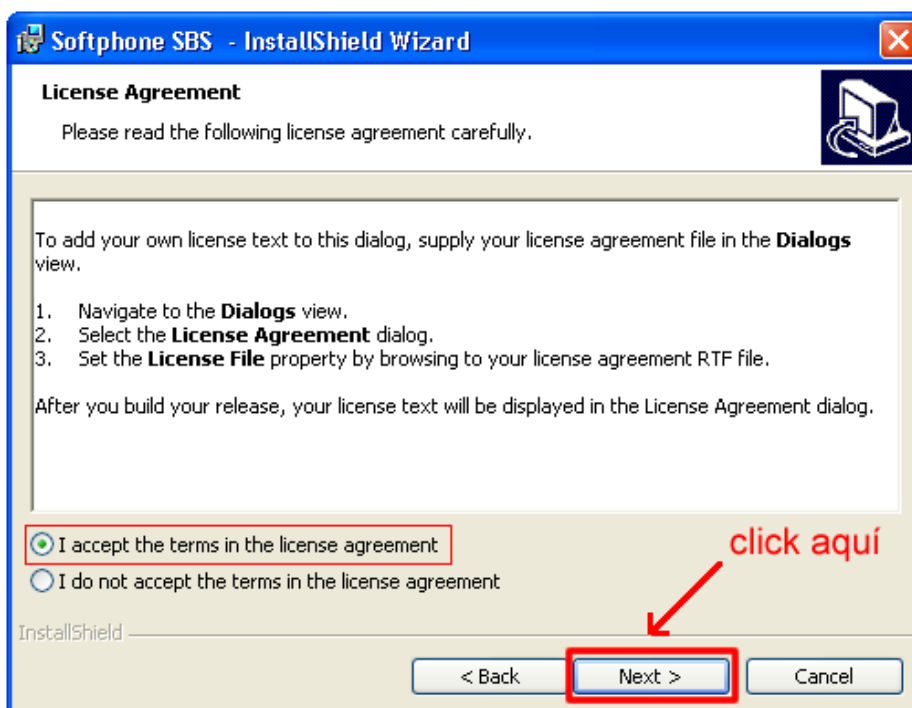 Softphone SBS - InstallShield Wizard
License Agreement
Please read the following license agreement carefully.
To add your own license text to this dialog, supply your license agreement file in the Dialogs
view.
1. Navigate to the Dialogs view.
2. Select the License Agreement dialog.
3. Set the License File property by browsing to your license agreement RTF file.
After you build your release, your license text will be displayed in the License Agreement dialog.
I accept the terms in the license agreement
click aquí
I do not accept the terms in the license agreement
InstallShield
< Back Next > Cancel